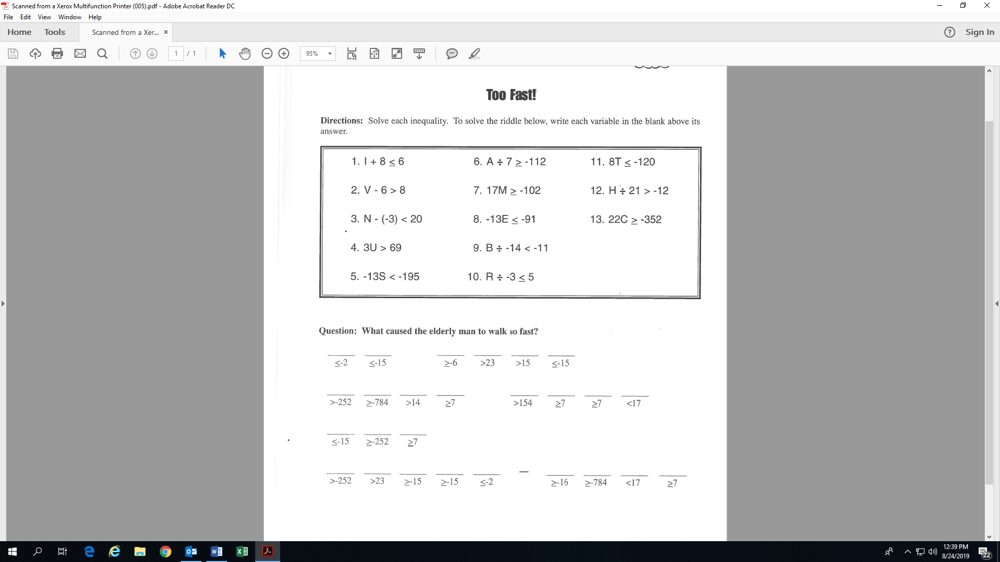 Scanned from a Xerox Multifunction Printer (005).pdf - Adobe Acrobat Reader DC
File Edit View Window Help
Home Tools Scanned from a Xer... × ? Sign In
1 / 1 95%
Too Fast!
Directions: Solve each inequality. To solve the riddle below, write each variable in the blank above its
answer.
1. I + 8 ≤ 6 6. A ÷ 7 ≥ -112 11. 8T ≤ -120
2. V - 6 > 8 7. 17M ≥ -102 12. H ÷ 21 > -12
3. N - (-3) < 20 8. -13E ≤ -91 13. 22C ≥ -352
4. 3U > 69 9. B ÷ -14 < -11
5. -13S < -195 10. R ÷ -3 ≤ 5
Question: What caused the elderly man to walk so fast?
≤-2 ≤-15 ≥-6 >23 >15 ≤-15
>-252 ≥-784 >14 ≥7 >154 ≥7 ≥7 <17
≤-15 ≥-252 ≥7
>-252 >23 ≥-15 ≥-15 ≤-2 — ≥-16 ≥-784 <17 ≥7
12:39 PM
8/24/2019
22